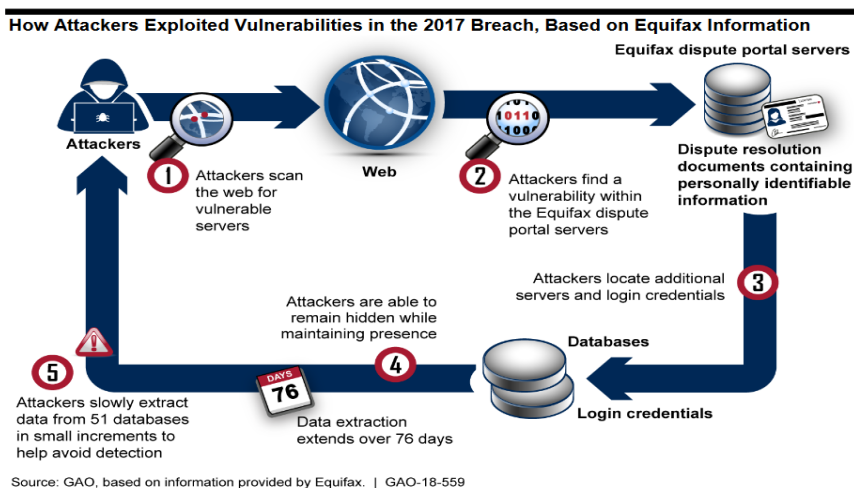 How Attackers Exploited Vulnerabilities in the 2017 Breach, Based on Equifax Information
Equifax dispute portal servers
Attackers
Web
Dispute resolution
documents containing
personally identifiable
information
1
Attackers scan
the web for
vulnerable
servers
101
10110
1000
2
Attackers find a
vulnerability within
the Equifax dispute
portal servers
Attackers locate additional
servers and login credentials
3
Databases
Login credentials
Attackers are able to
remain hidden while
maintaining presence
4
DAYS
76
Data extraction
extends over 76 days
5
Attackers slowly extract
data from 51 databases
in small increments to
help avoid detection
Source: GAO, based on information provided by Equifax. | GAO-18-559